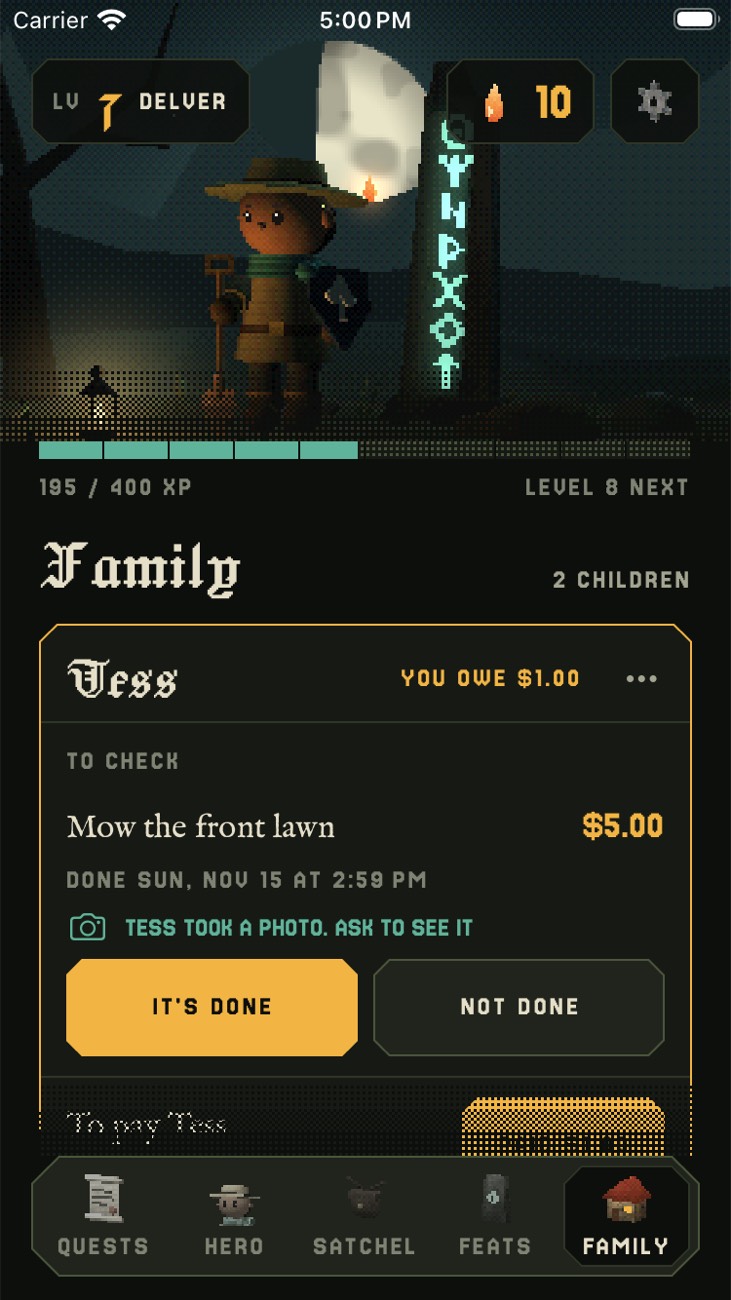 Carrier 5:00 PM
LV 7 DELVER 10
195 / 400 XP LEVEL 8 NEXT
Family 2 CHILDREN
Tess YOU OWE $1.00
TO CHECK
Mow the front lawn $5.00
DONE SUN, NOV 15 AT 2:59 PM
TESS TOOK A PHOTO. ASK TO SEE IT
IT'S DONE NOT DONE
To pay Tess
QUESTS HERO SATCHEL FEATS FAMILY